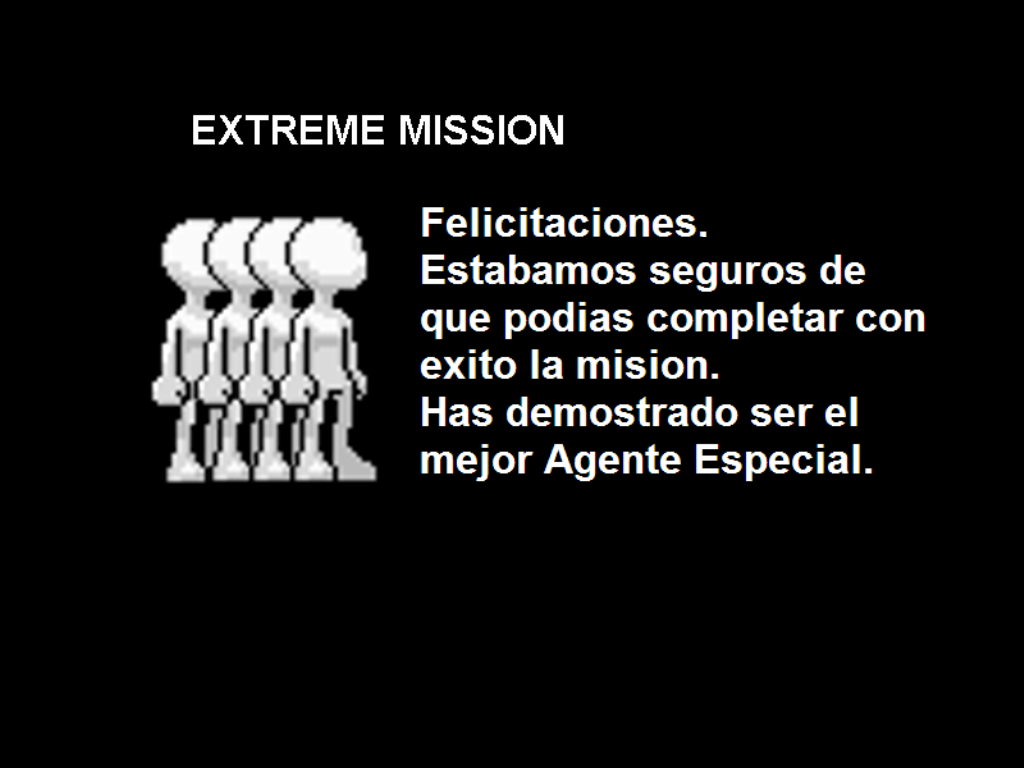 EXTREME MISSION
Felicitaciones.
Estabamos seguros de
que podias completar con
exito la mision.
Has demostrado ser el
mejor Agente Especial.